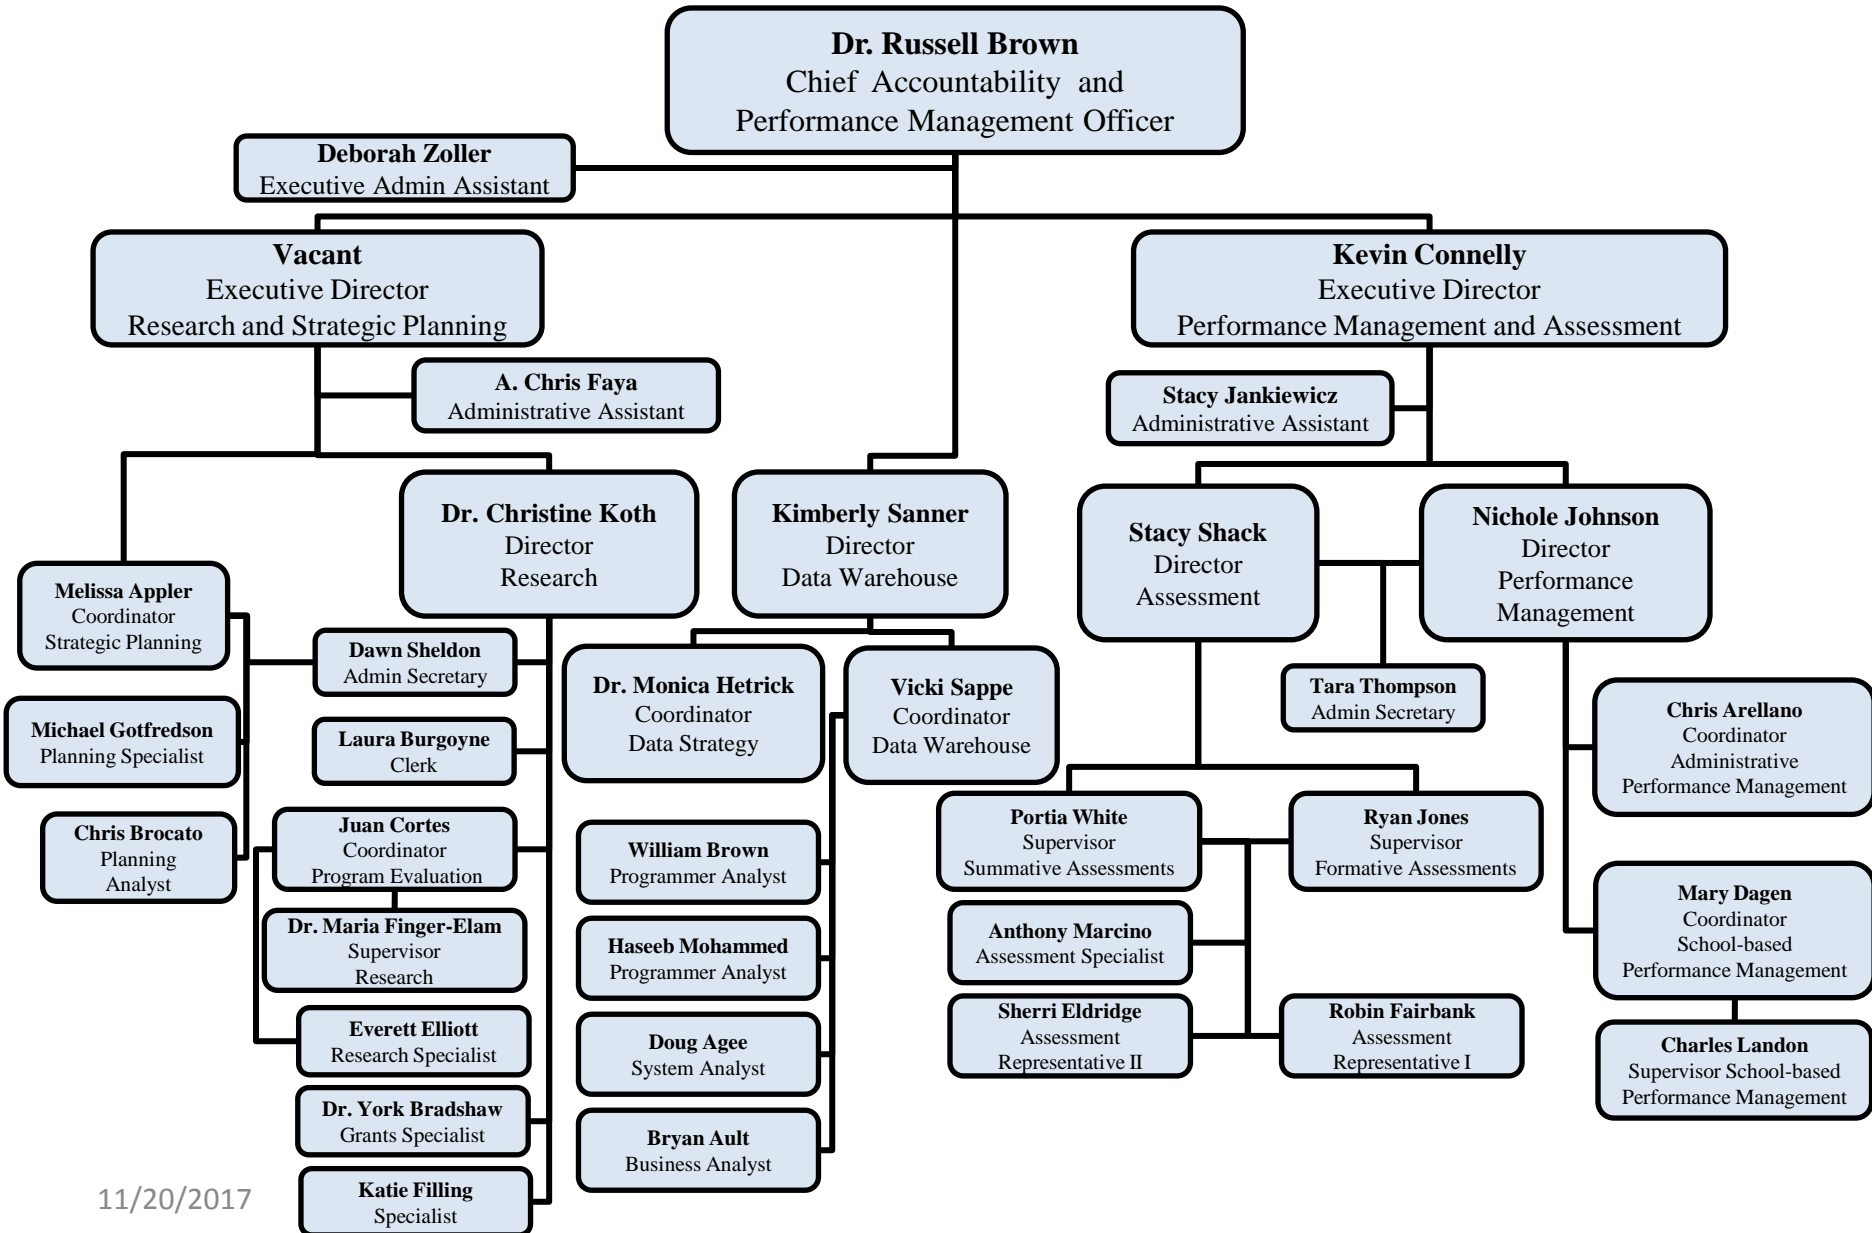 Dr. Russell Brown
Chief Accountability and
Performance Management Officer
Deborah Zoller
Executive Admin Assistant
Vacant
Executive Director
Research and Strategic Planning
Kevin Connelly
Executive Director
Performance Management and Assessment
A. Chris Faya
Administrative Assistant
Stacy Jankiewicz
Administrative Assistant
Dr. Christine Koth
Director
Research
Kimberly Sanner
Director
Data Warehouse
Stacy Shack
Director
Assessment
Nichole Johnson
Director
Performance
Management
Melissa Appler
Coordinator
Strategic Planning
Dawn Sheldon
Admin Secretary
Dr. Monica Hetrick
Coordinator
Data Strategy
Vicki Sappe
Coordinator
Data Warehouse
Tara Thompson
Admin Secretary
Michael Gotfredson
Planning Specialist
Laura Burgoyne
Clerk
Chris Arellano
Coordinator
Administrative
Performance Management
Chris Brocato
Planning
Analyst
Juan Cortes
Coordinator
Program Evaluation
William Brown
Programmer Analyst
Portia White
Supervisor
Summative Assessments
Ryan Jones
Supervisor
Formative Assessments
Mary Dagen
Coordinator
School-based
Performance Management
Dr. Maria Finger-Elam
Supervisor
Research
Haseeb Mohammed
Programmer Analyst
Anthony Marcino
Assessment Specialist
Everett Elliott
Research Specialist
Doug Agee
System Analyst
Sherri Eldridge
Assessment
Representative II
Robin Fairbank
Assessment
Representative I
Charles Landon
Supervisor School-based
Performance Management
Dr. York Bradshaw
Grants Specialist
Bryan Ault
Business Analyst
Katie Filling
Specialist
11/20/2017